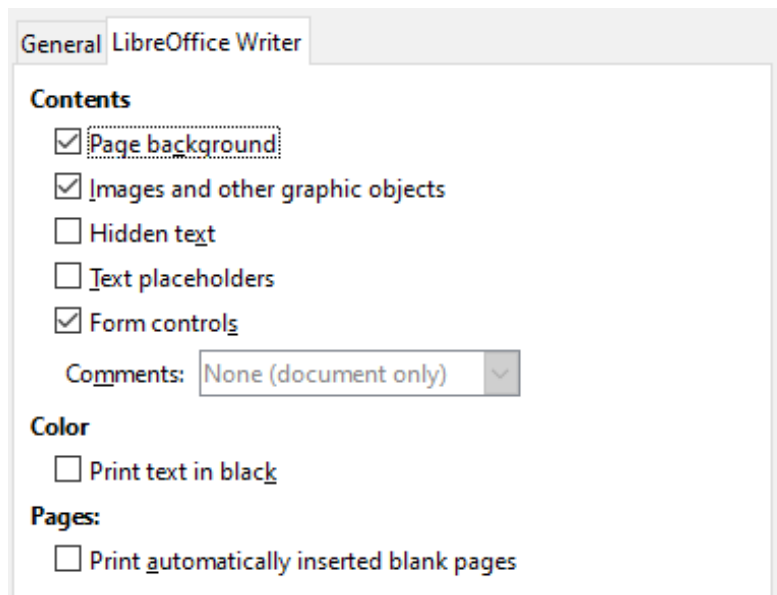 General LibreOffice Writer
Contents
Page background
Images and other graphic objects
Hidden text
Text placeholders
Form controls
Comments: None (document only)
Color
Print text in black
Pages:
Print automatically inserted blank pages